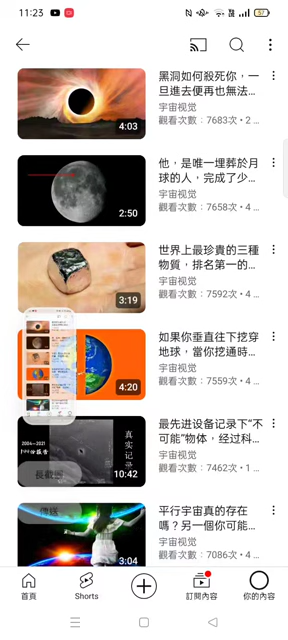 11:23
57
黑洞如何殺死你，一
旦進去便再也無法…
宇宙视觉
觀看次數：7683次 • 2 …
4:03
他，是唯一埋葬於月
球的人，完成了少…
宇宙视觉
觀看次數：7658次 • 4 …
2:50
世界上最珍貴的三種
物質，排名第一的…
宇宙视觉
觀看次數：7592次 • 4 …
3:19
如果你垂直往下挖穿
地球，當你挖通時…
宇宙视觉
觀看次數：7559次 • 4 …
4:20
最先进设备记录下“不
可能”物体，经过科…
宇宙视觉
觀看次數：7462次 • 1 …
2004—2021
真实记录
10:42
長截圖
傳送
平行宇宙真的存在
嗎？另一個你可能…
宇宙视觉
觀看次數：7086次 • 4 …
3:04
首頁
Shorts
訂閱內容
你的內容